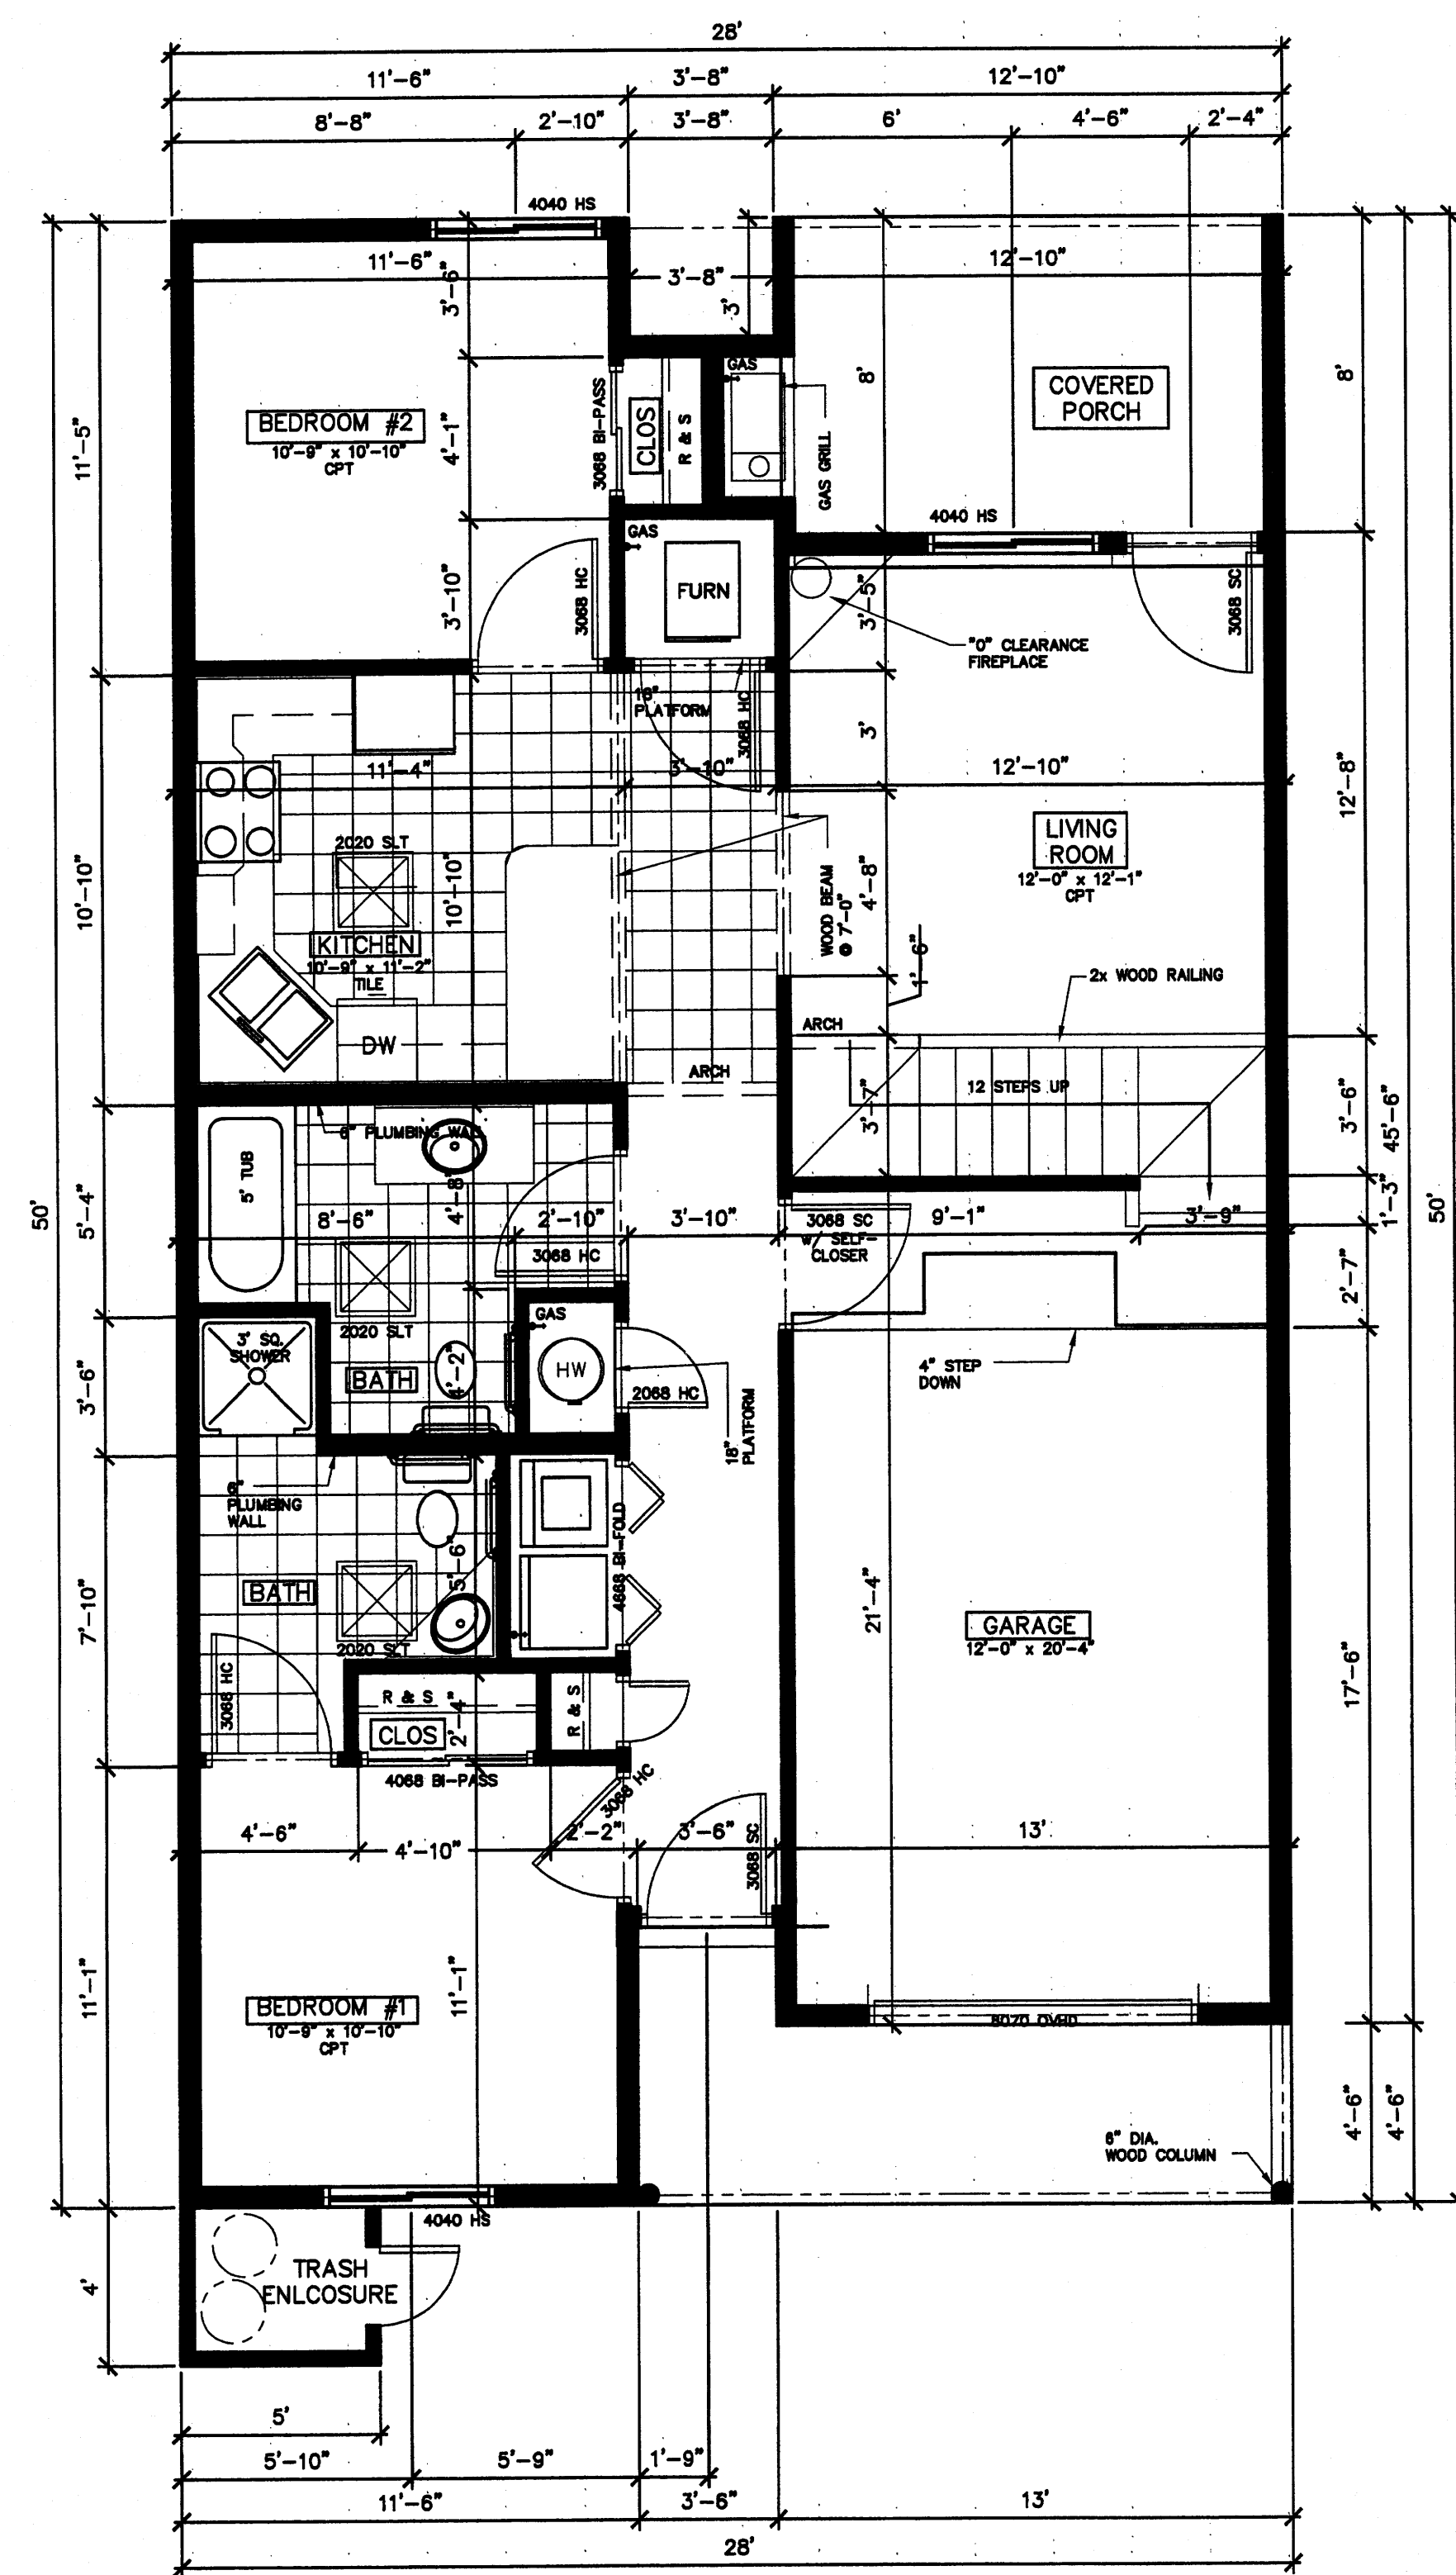 28'
11'-6"
3'-8"
12'-10"
8'-8"
2'-10"
3'-8"
6'
4'-6"
2'-4"
4040 HS
11'-6"
3'-8"
12'-10"
3'-6"
3'
8'
8'
11'-5"
BEDROOM #2
10'-9" x 10'-10"
CPT
4'-1"
3068 BI-PASS
CLOS
R & S
GAS
GAS GRILL
COVERED
PORCH
4040 HS
GAS
FURN
3'-10"
3068 HC
3'-5"
3068 SC
"0" CLEARANCE
FIREPLACE
PLATFORM
3068 HC
3'
11'-4"
3'-10"
12'-10"
12'-8"
2020 SLT
10'-10"
10'-10"
WOOD BEAM
@ 7'-0"
4'-8"
LIVING
ROOM
12'-0" x 12'-1"
CPT
KITCHEN
10'-9" x 11'-2"
TILE
1'-6"
2x WOOD RAILING
DW
ARCH
ARCH
12 STEPS UP
6" PLUMBING WALL
3'-7"
3'-6"
45'-6"
5' TUB
4'-8"
50'
5'-4"
8'-6"
2'-10"
3'-10"
3068 SC
w/ SELF-
CLOSER
9'-1"
3'-9"
1'-3"
50'
3068 HC
2'-7"
2020 SLT
GAS
3' SQ.
SHOWER
BATH
4'-2"
HW
2068 HC
4" STEP
DOWN
3'-6"
18"
PLATFORM
6"
PLUMBING
WALL
5'-6"
4668 BI-FOLD
BATH
2020 SLT
7'-10"
21'-4"
GARAGE
12'-0" x 20'-4"
17'-6"
3068 HC
R & S
CLOS
2'-4"
R & S
4068 BI-PASS
3068 HC
4'-6"
4'-10"
2'-2"
3'-6"
3068 SC
13'
BEDROOM #1
10'-9" x 10'-10"
CPT
11'-1"
11'-1"
8070 OVHD
4'-6"
4'-6"
6" DIA.
WOOD COLUMN
4040 HS
TRASH
ENLCOSURE
4'
5'
5'-10"
5'-9"
1'-9"
11'-6"
3'-6"
13'
28'